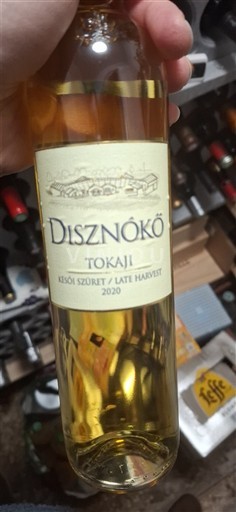 DISZNÓKŐ
TOKAJI
KÉSŐI SZÜRET / LATE HARVEST
2020
Leffe